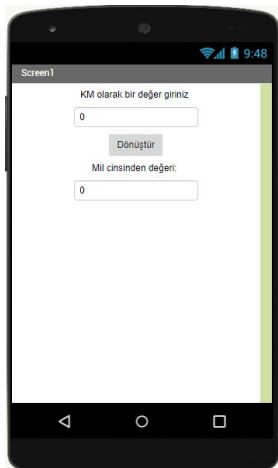 9:48
Screen1
KM olarak bir değer giriniz
0
Dönüştür
Mil cinsinden değeri:
0